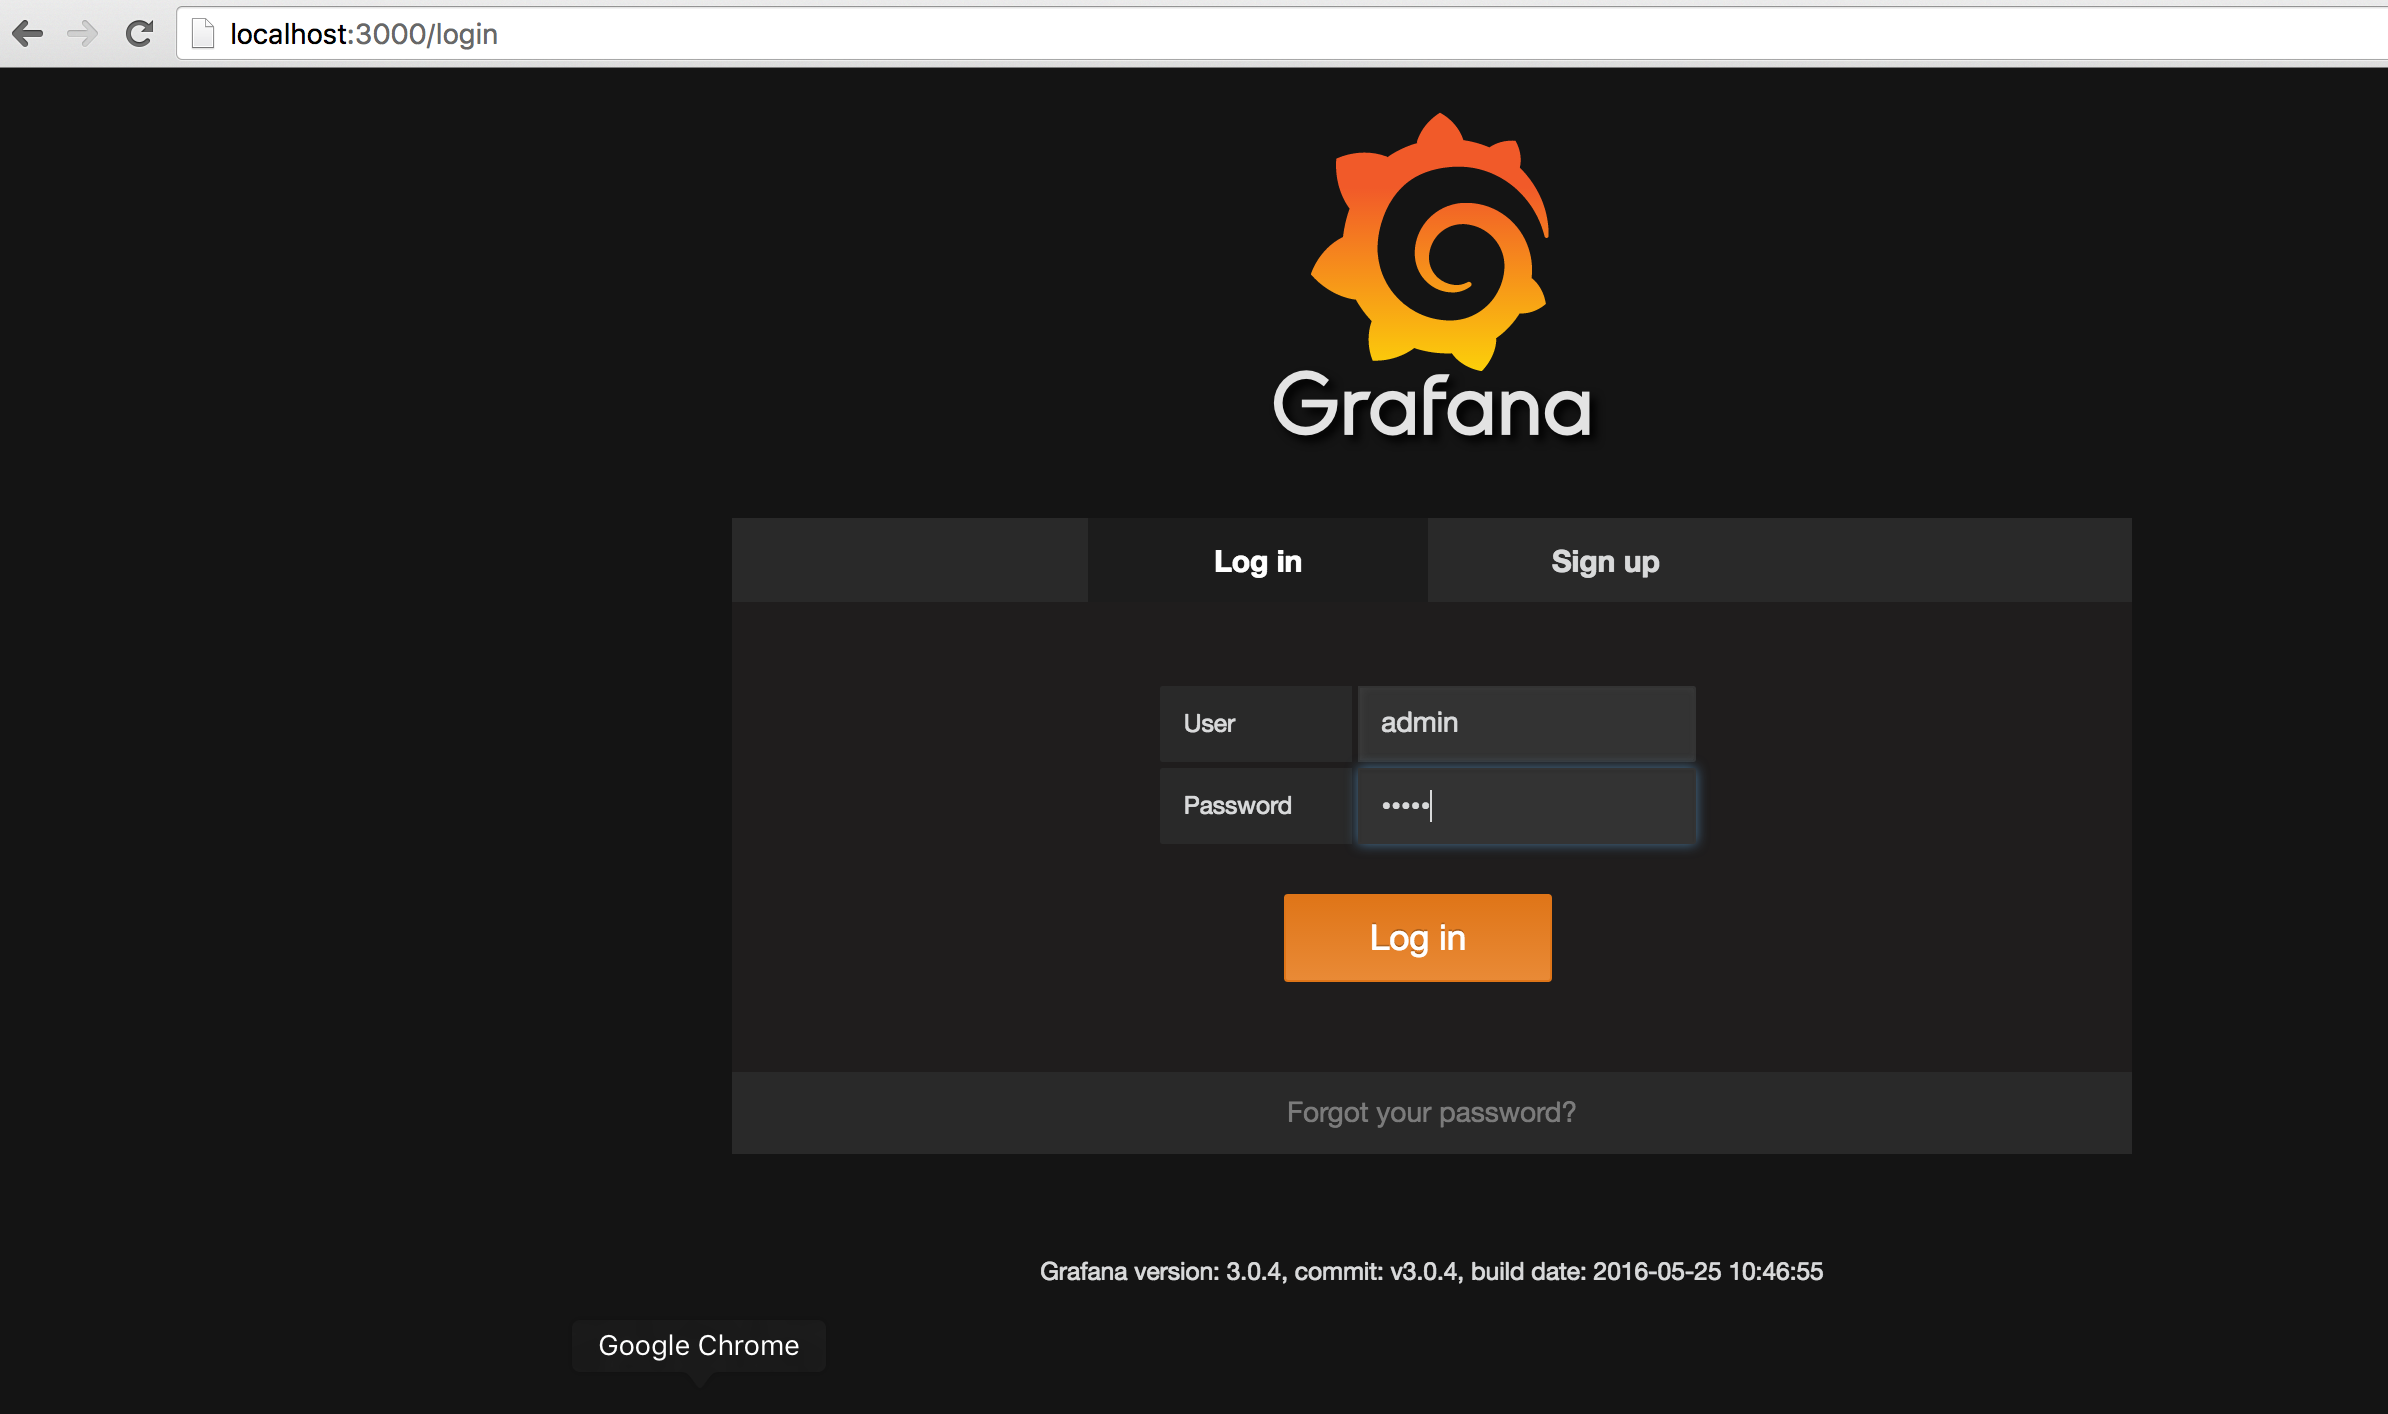 localhost:3000/login
Grafana
Log in
Sign up
User
admin
Password
•••••
Log in
Forgot your password?
Grafana version: 3.0.4, commit: v3.0.4, build date: 2016-05-25 10:46:55
Google Chrome